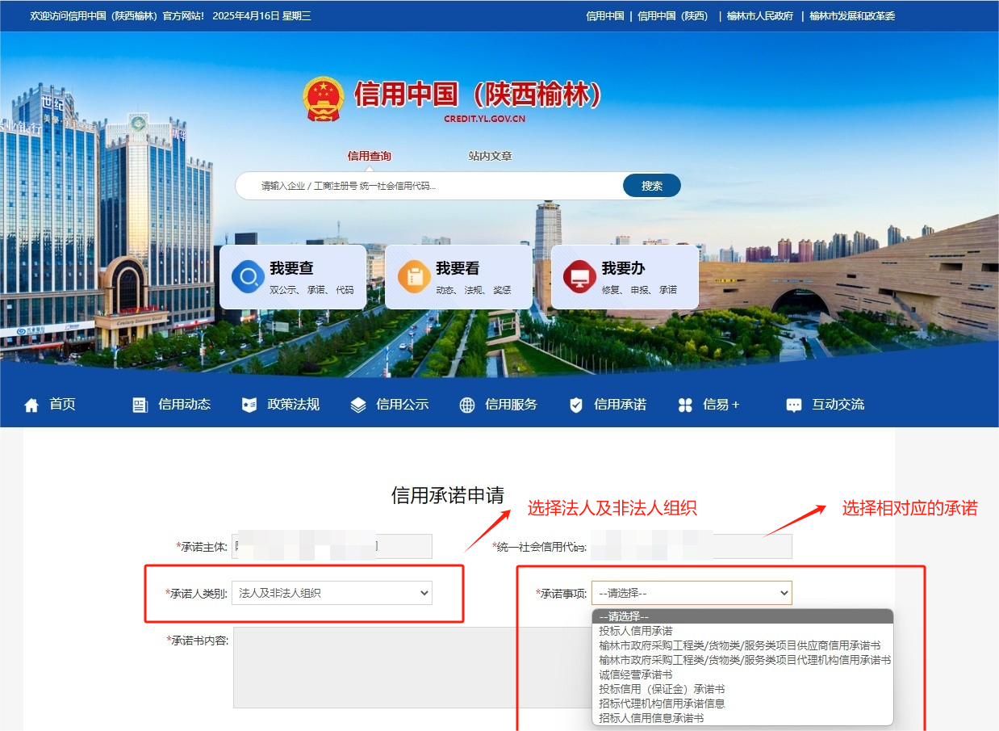 欢迎访问信用中国（陕西榆林）官方网站！ 2025年4月16日 星期三
信用中国 | 信用中国（陕西） | 榆林市人民政府 | 榆林市发展和改革委
信用中国（陕西榆林）
CREDIT.YL.GOV.CN
世纪
精华
信用查询 站内文章
请输入企业 / 工商注册号 统一社会信用代码... 搜索
我要查 我要看 我要办
双公示、 承诺、 代码 动态、 法规、 奖惩 修复、 申报、 承诺
首页 信用动态 政策法规 信用公示 信用服务 信用承诺 信易 + 互动交流
信用承诺申请
选择法人及非法人组织 选择相对应的承诺
*承诺主体: *统一社会信用代码:
*承诺人类别: 法人及非法人组织 *承诺事项: --请选择--
*承诺书内容:
--请选择--
投标人信用承诺
榆林市政府采购工程类/货物类/服务类项目供应商信用承诺书
榆林市政府采购工程类/货物类/服务类项目代理机构信用承诺书
诚信经营承诺书
投标信用（保证金）承诺书
招标代理机构信用承诺信息
招标人信用信息承诺书